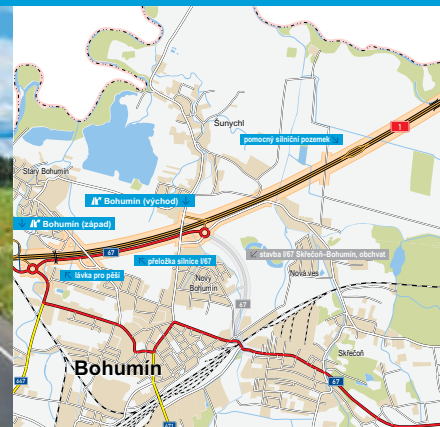 Šunychl
1
pomocný silniční pozemek
Starý Bohumín
Bohumín (východ)
Bohumín (západ)
67
přeložka silnice I/67
stavba I/67 Skřečoň–Bohumín, obchvat
lávka pro pěší
Nový
Bohumín
Nová ves
67
Skřečoň
Bohumín
67
647
471